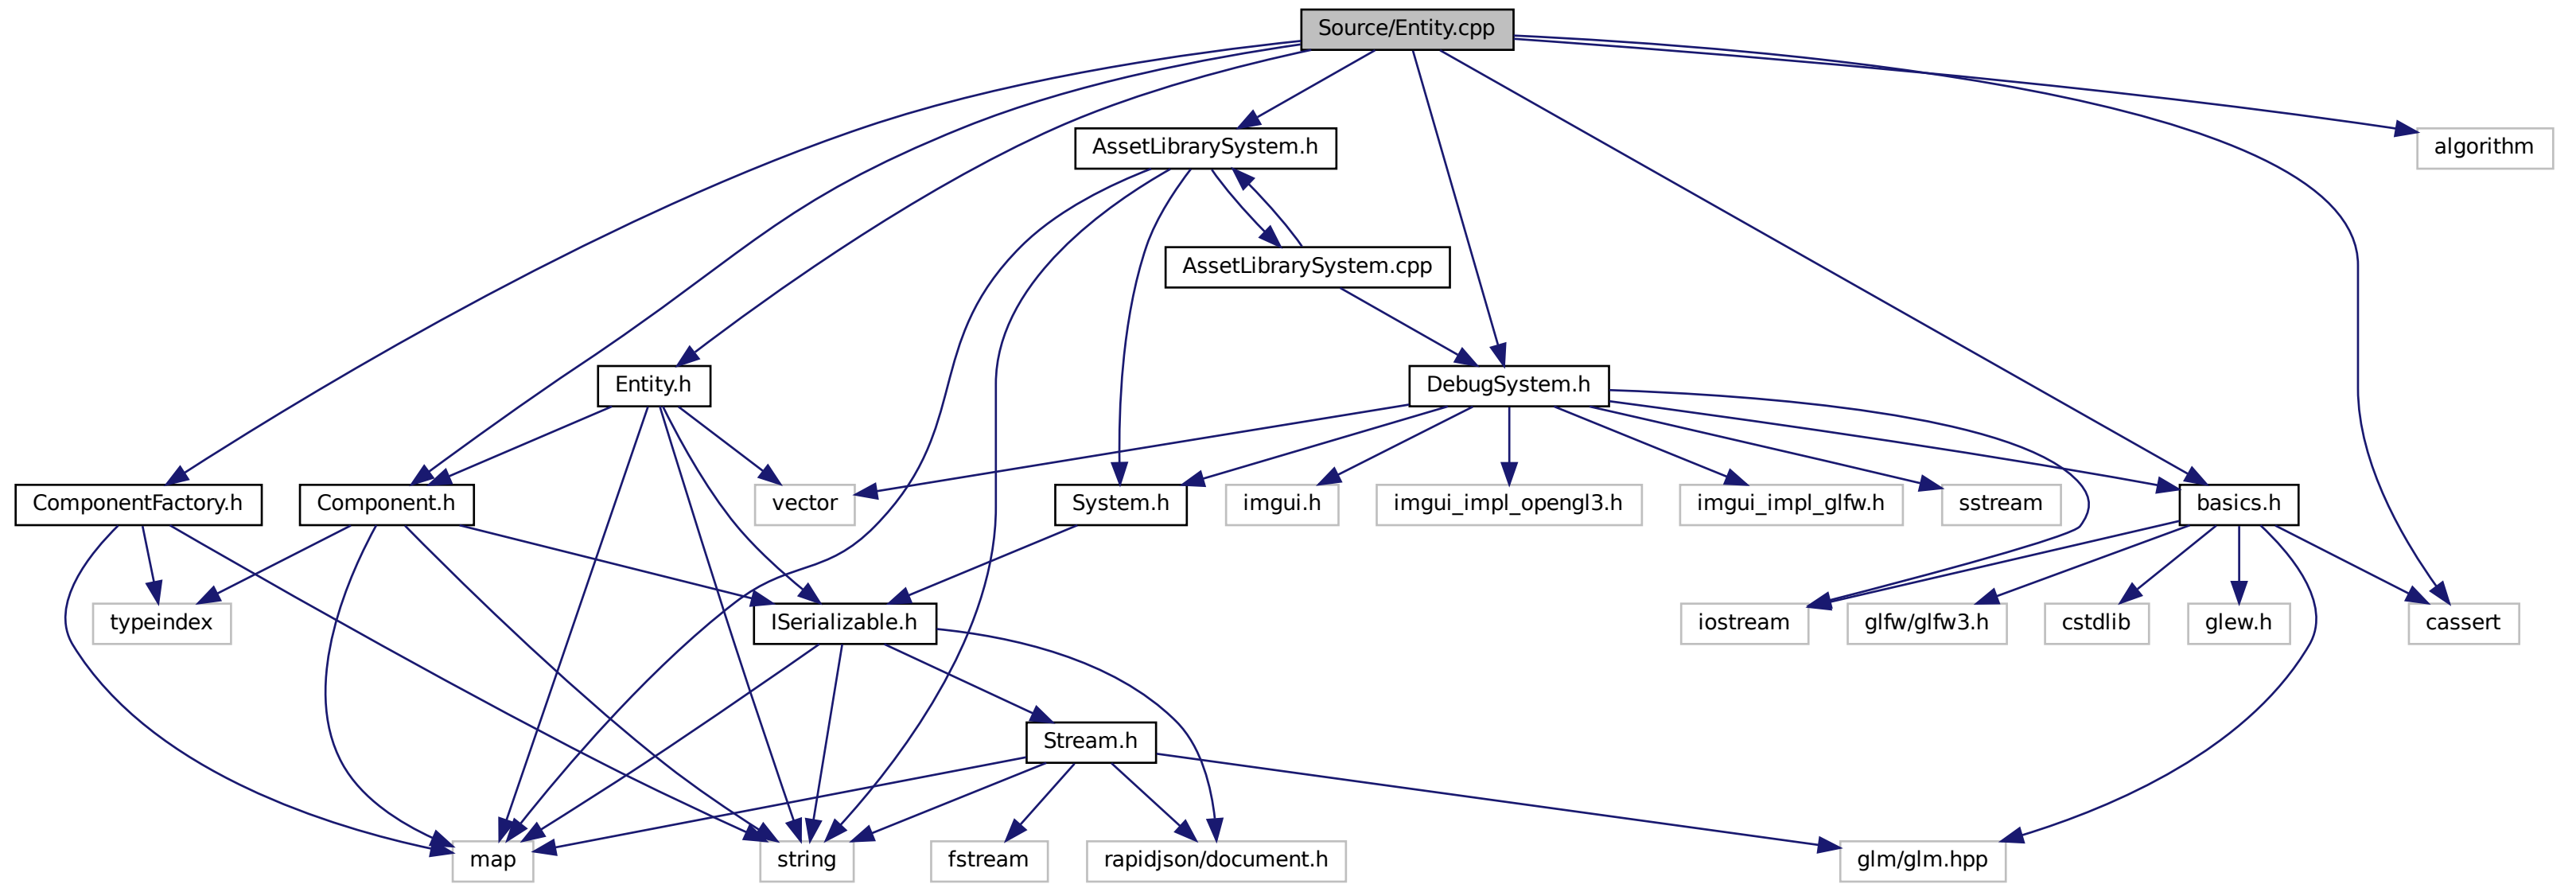 Source/Entity.cpp
AssetLibrarySystem.h
algorithm
AssetLibrarySystem.cpp
Entity.h
DebugSystem.h
ComponentFactory.h
Component.h
vector
System.h
imgui.h
imgui_impl_opengl3.h
imgui_impl_glfw.h
sstream
basics.h
typeindex
ISerializable.h
iostream
glfw/glfw3.h
cstdlib
glew.h
cassert
Stream.h
map
string
fstream
rapidjson/document.h
glm/glm.hpp